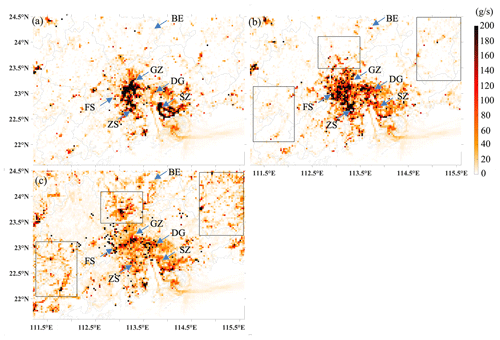 (g/s)
24.5°N
(a)
BE
24°N
23.5°N
GZ
DG
23°N
FS
SZ
22.5°N
ZS
22°N
(b)
BE
GZ
DG
FS
SZ
ZS
111.5°E 112.5°E 113.5°E 114.5°E 115.5°E
200
180
160
140
120
100
80
60
40
20
0
24.5°N
(c)
BE
24°N
23.5°N
GZ
DG
23°N
FS
SZ
22.5°N
ZS
22°N
111.5°E 112.5°E 113.5°E 114.5°E 115.5°E